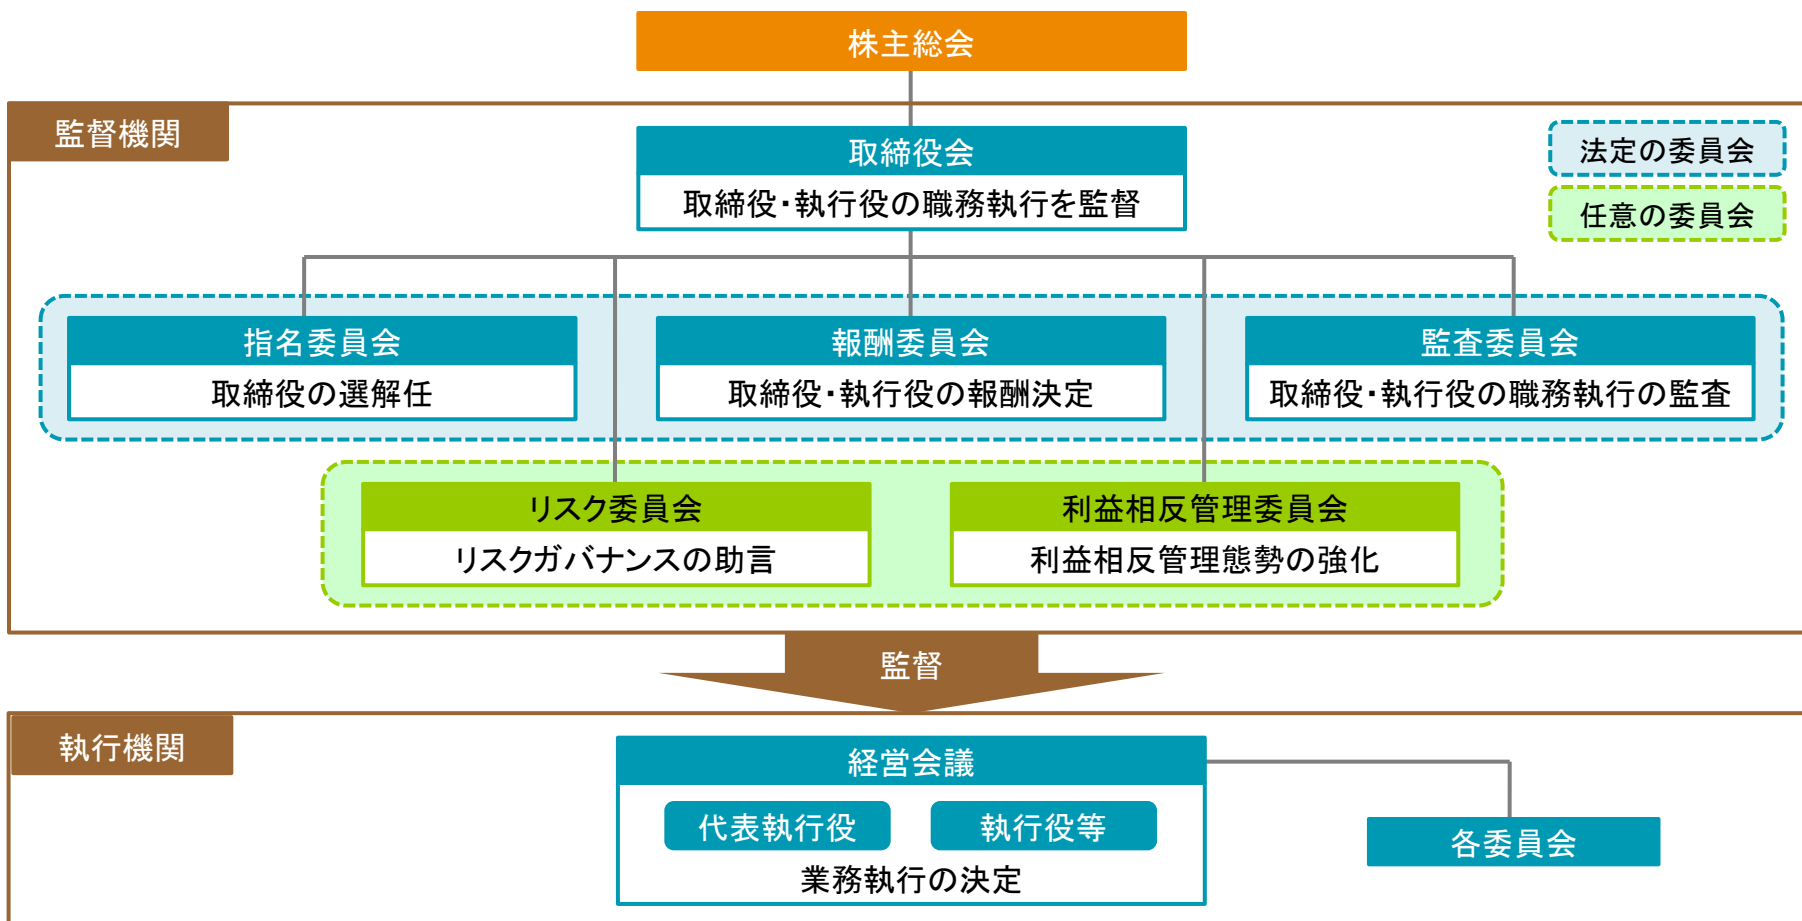 株主総会
監督機関
取締役会
取締役・執行役の職務執行を監督
法定の委員会
任意の委員会
指名委員会
取締役の選解任
報酬委員会
取締役・執行役の報酬決定
監査委員会
取締役・執行役の職務執行の監査
リスク委員会
リスクガバナンスの助言
利益相反管理委員会
利益相反管理態勢の強化
監督
執行機関
経営会議
代表執行役
執行役等
業務執行の決定
各委員会